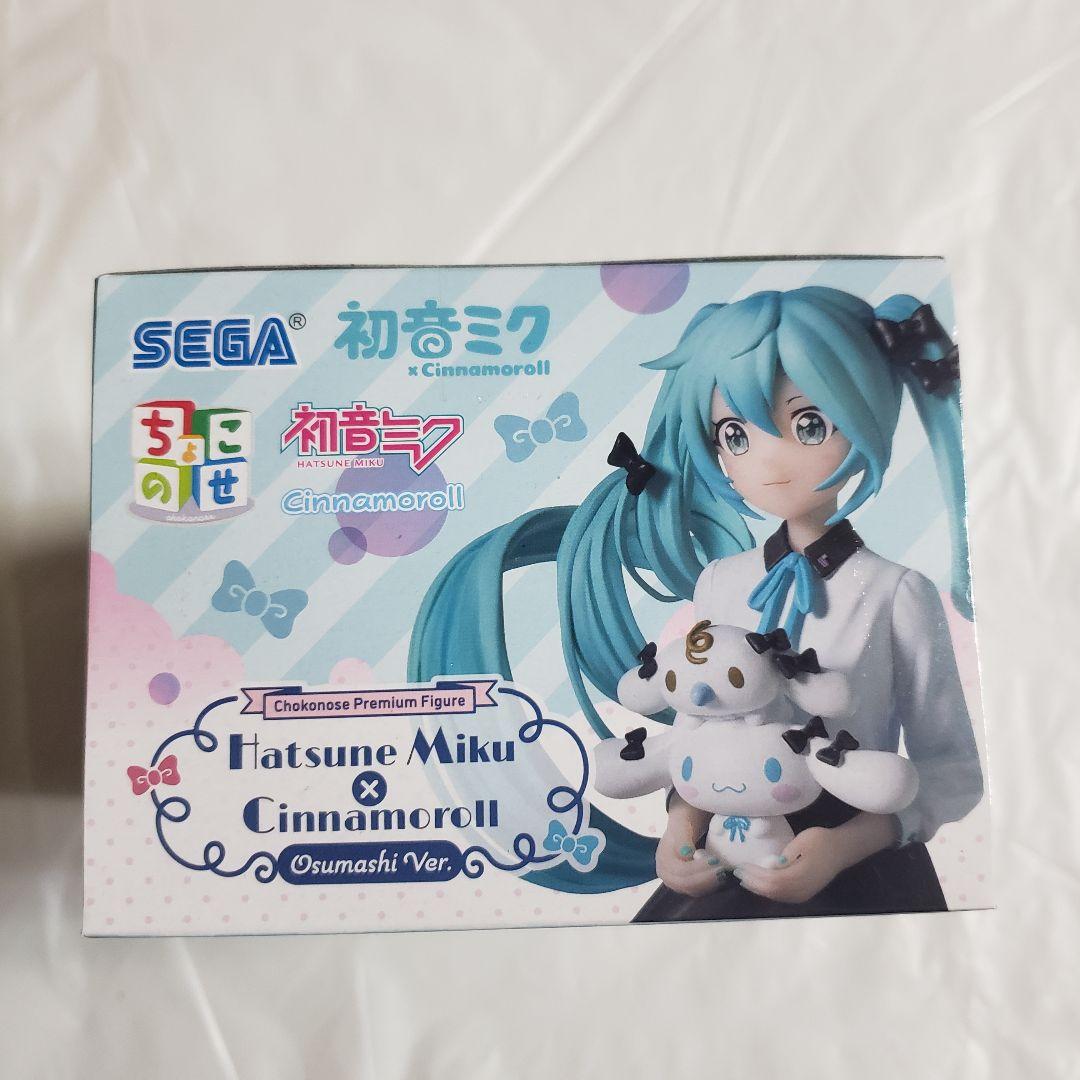 SEGA®
初音ミク
×Cinnamoroll
ちょこ
のせ
chokonose
初音ミク
HATSUNE MIKU
Cinnamoroll
Chokonose Premium Figure
Hatsune Miku
×
Cinnamoroll
Osumashi Ver.